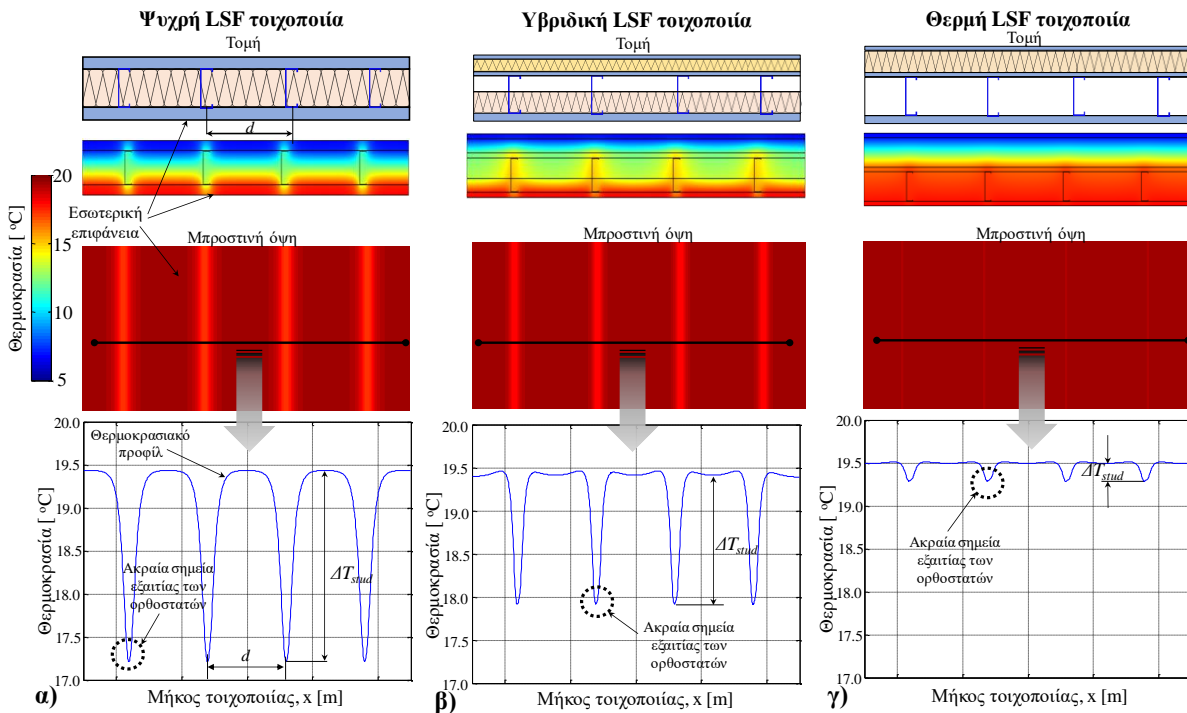 Ψυχρή LSF τοιχοποιία
Τομή
d
Εσωτερική
επιφάνεια
Μπροστινή όψη
Θερμοκρασία [ °C]
20
15
10
5
20.0
19.5
19.0
18.5
18.0
17.5
17.0
Θερμοκρασία [ °C]
Θερμοκρασιακό
προφίλ
Ακραία σημεία
εξαιτίας των
ορθοστατών
ΔTstud
d
α)
Μήκος τοιχοποιίας, x [m]
Υβριδική LSF τοιχοποιία
Τομή
Μπροστινή όψη
20.0
19.5
19.0
18.5
18.0
17.5
17.0
Θερμοκρασία [ °C]
ΔTstud
Ακραία σημεία
εξαιτίας των
ορθοστατών
β)
Μήκος τοιχοποιίας, x [m]
Θερμή LSF τοιχοποιία
Τομή
Μπροστινή όψη
20.0
19.5
19.0
18.5
18.0
17.5
17.0
Θερμοκρασία [ °C]
ΔTstud
Ακραία σημεία
εξαιτίας των
ορθοστατών
γ)
Μήκος τοιχοποιίας, x [m]